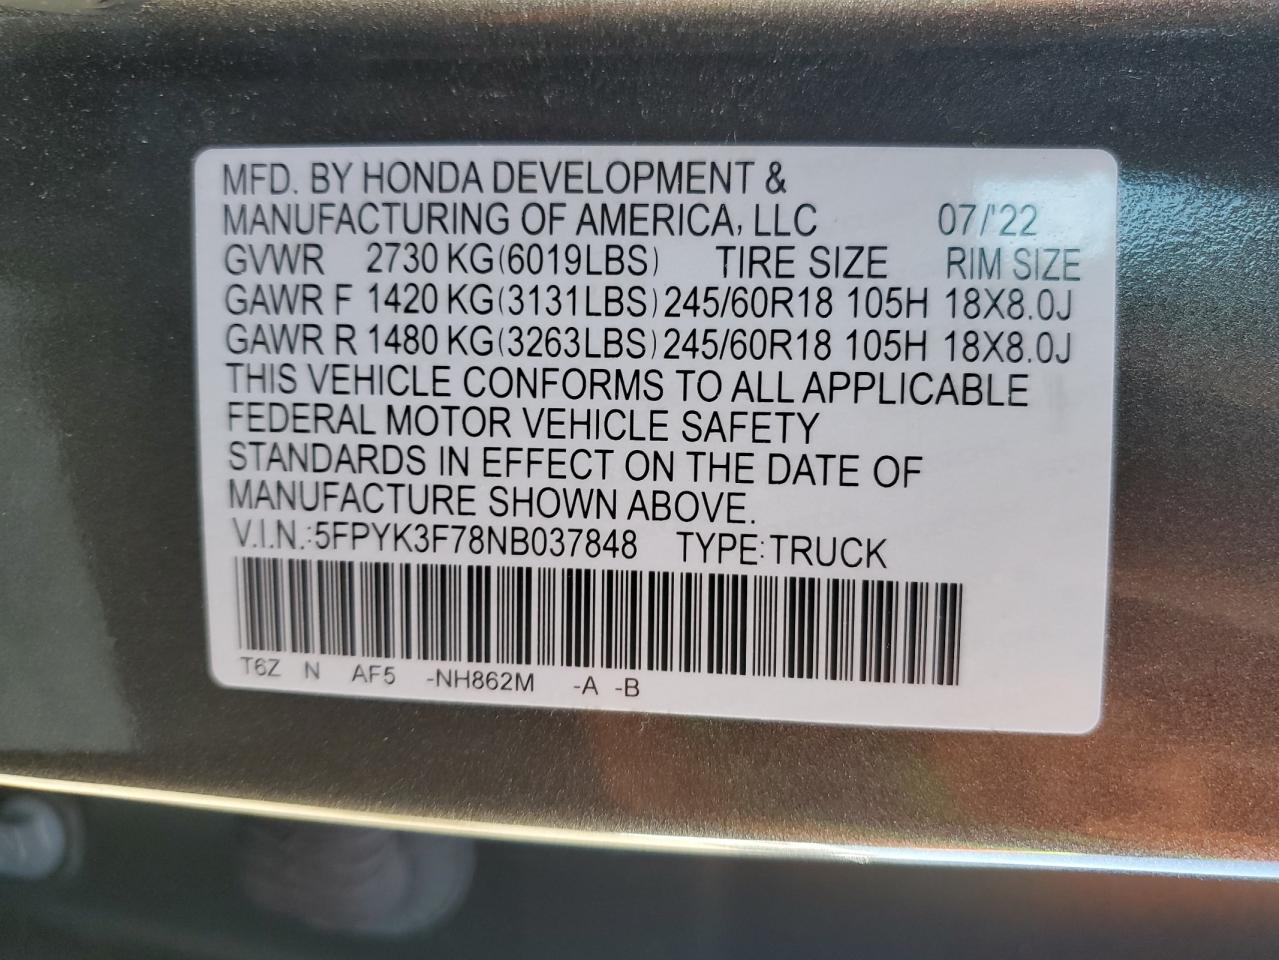 MFD. BY HONDA DEVELOPMENT &
MANUFACTURING OF AMERICA, LLC 07/'22
GVWR 2730 KG(6019LBS) TIRE SIZE RIM SIZE
GAWR F 1420 KG(3131LBS) 245/60R18 105H 18X8.0J
GAWR R 1480 KG(3263LBS) 245/60R18 105H 18X8.0J
THIS VEHICLE CONFORMS TO ALL APPLICABLE
FEDERAL MOTOR VEHICLE SAFETY
STANDARDS IN EFFECT ON THE DATE OF
MANUFACTURE SHOWN ABOVE.
V.I.N.:5FPYK3F78NB037848 TYPE:TRUCK
T6Z N AF5 -NH862M -A -B